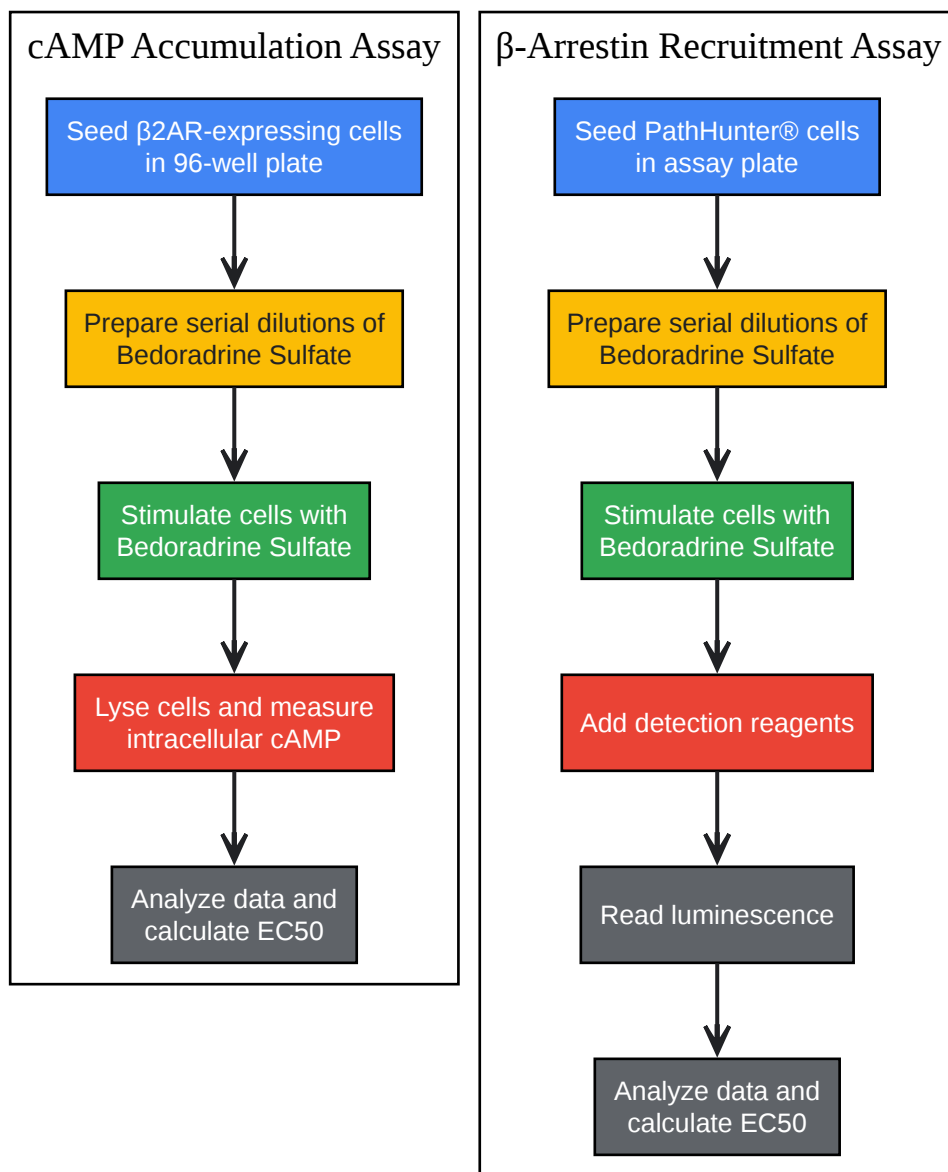 cAMP Accumulation Assay
Seed β2AR-expressing cells
in 96-well plate
Prepare serial dilutions of
Bedoradrine Sulfate
Stimulate cells with
Bedoradrine Sulfate
Lyse cells and measure
intracellular cAMP
Analyze data and
calculate EC50
β-Arrestin Recruitment Assay
Seed PathHunter® cells
in assay plate
Prepare serial dilutions of
Bedoradrine Sulfate
Stimulate cells with
Bedoradrine Sulfate
Add detection reagents
Read luminescence
Analyze data and
calculate EC50